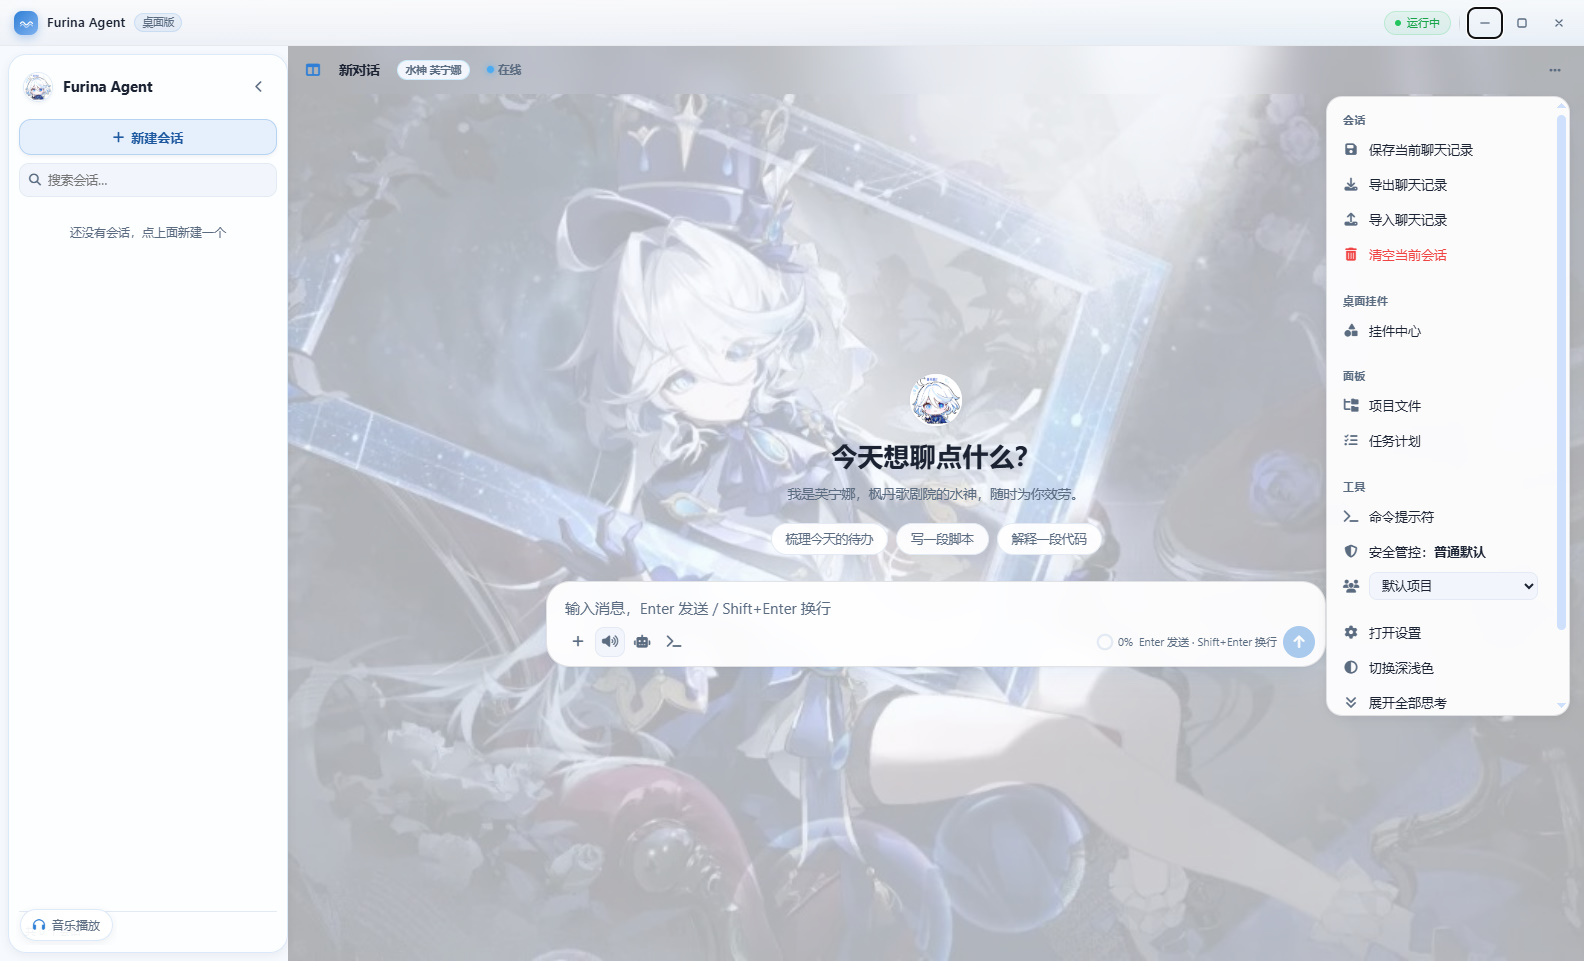 Furina Agent 桌面版
运行中
Furina Agent
新建会话
搜索会话...
还没有会话，点上面新建一个
音乐播放
新对话 水神 芙宁娜 在线
今天想聊点什么？
我是芙宁娜，枫丹歌剧院的水神，随时为你效劳。
梳理今天的待办 写一段脚本 解释一段代码
输入消息，Enter 发送 / Shift+Enter 换行
0% Enter 发送 · Shift+Enter 换行
会话
保存当前聊天记录
导出聊天记录
导入聊天记录
清空当前会话
桌面挂件
挂件中心
面板
项目文件
任务计划
工具
命令提示符
安全管控：普通默认
默认项目
打开设置
切换深浅色
展开全部思考